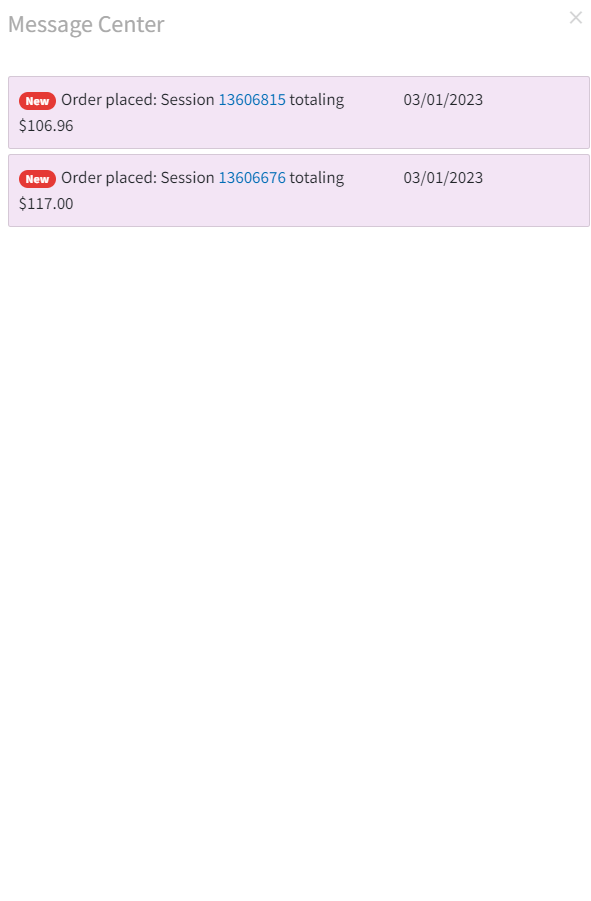 Message Center
×
New Order placed: Session 13606815 totaling 03/01/2023
$106.96
New Order placed: Session 13606676 totaling 03/01/2023
$117.00